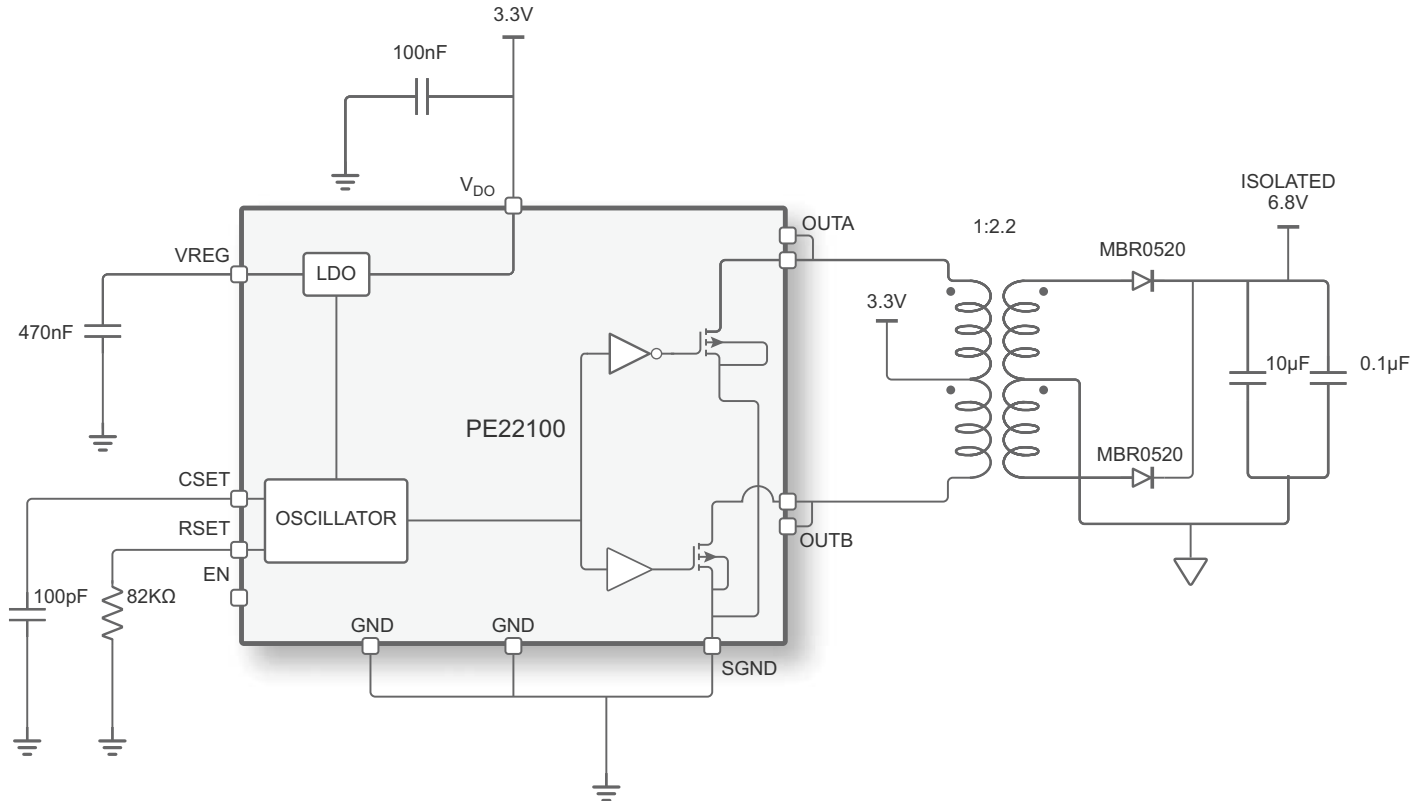 3.3V
100nF
V_DO
ISOLATED
6.8V
OUTA
1:2.2
VREG
LDO
MBR0520
3.3V
470nF
10µF
0.1µF
PE22100
MBR0520
CSET
OSCILLATOR
RSET
OUTB
EN
100pF
82KΩ
GND
GND
SGND